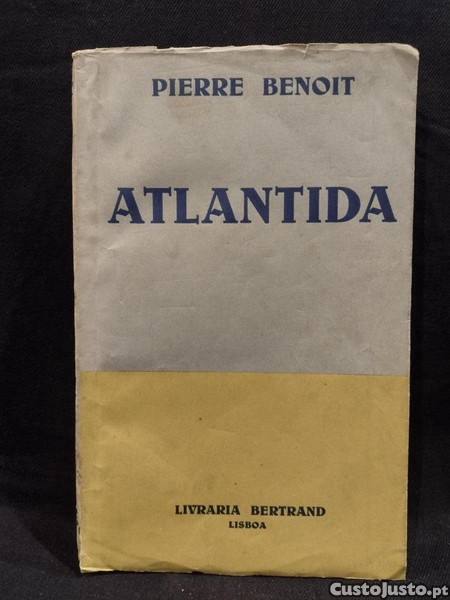 PIERRE BENOIT
ATLANTIDA
LIVRARIA BERTRAND
LISBOA
CustoJusto.pt